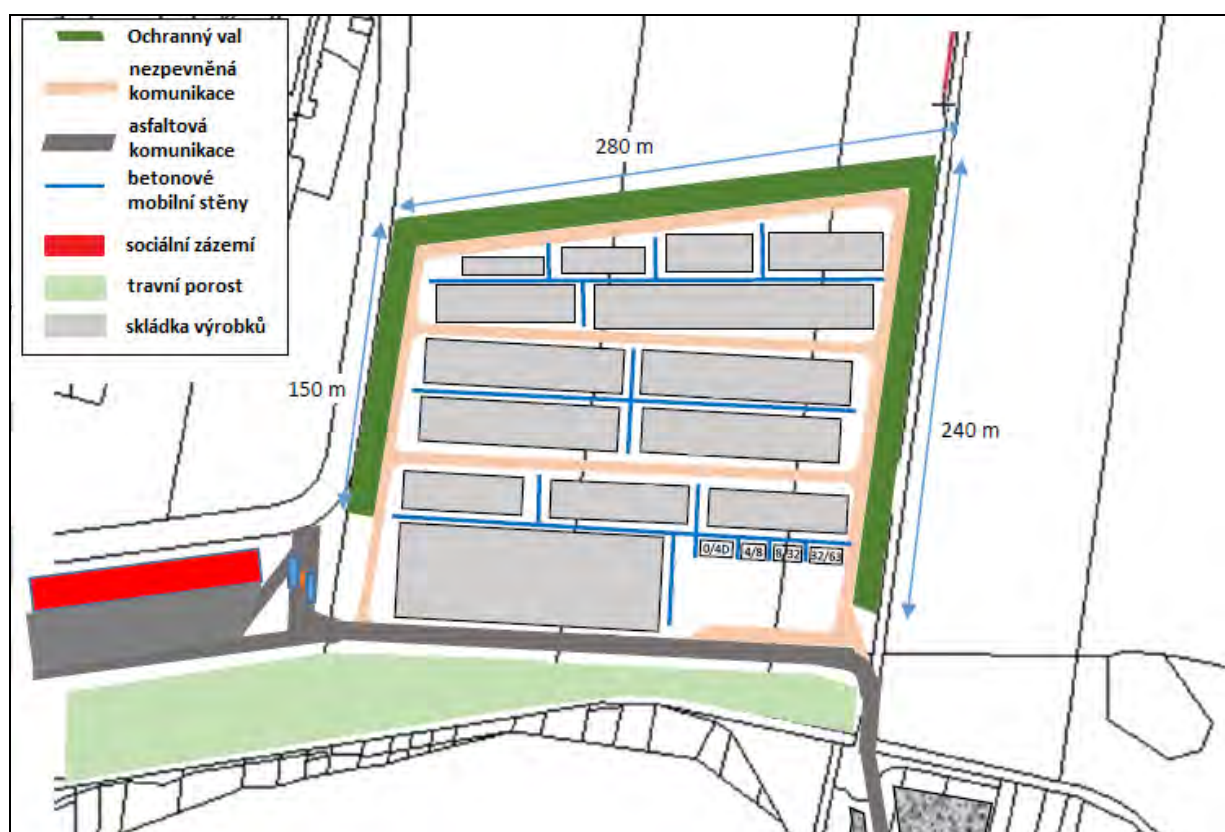 Ochranný val
nezpevněná
komunikace
asfaltová
komunikace
betonové
mobilní stěny
sociální zázemí
travní porost
skládka výrobků
280 m
150 m
240 m
0/4D
4/8
8/32
32/63